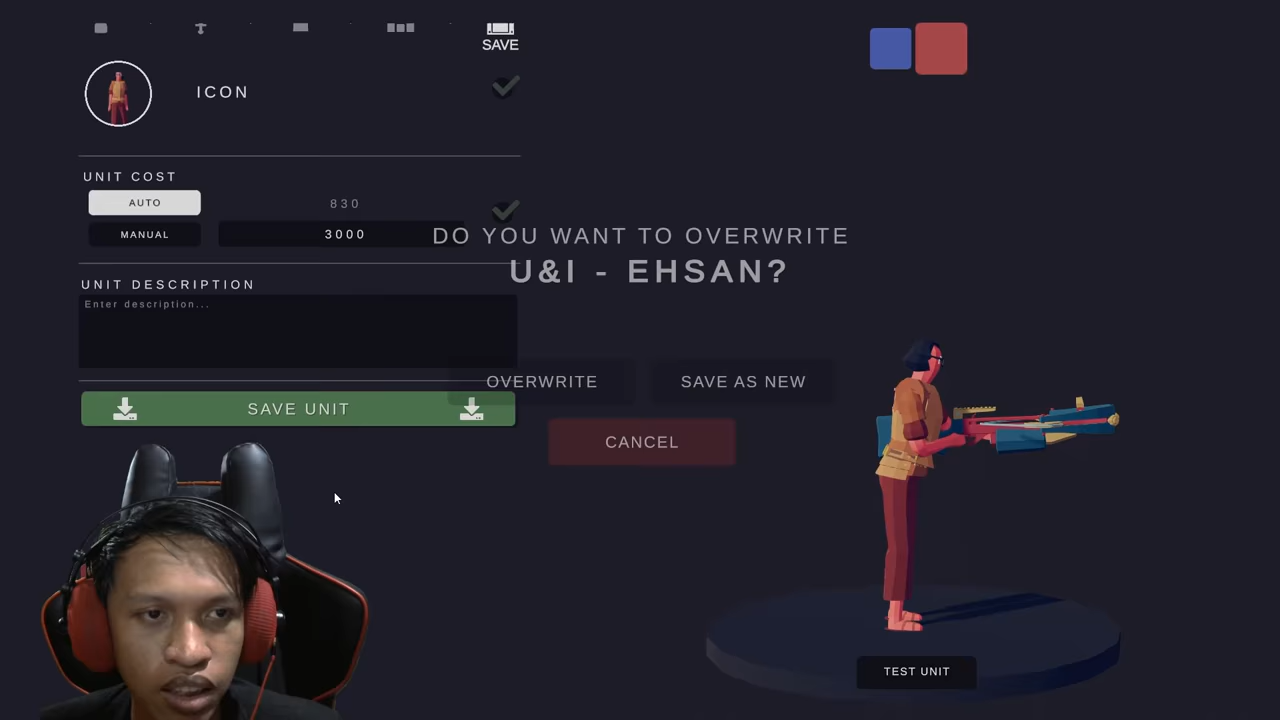 SAVE
ICON
UNIT COST
AUTO
830
MANUAL
3000
DO YOU WANT TO OVERWRITE
U&I - EHSAN?
UNIT DESCRIPTION
Enter description...
OVERWRITE
SAVE AS NEW
SAVE UNIT
CANCEL
TEST UNIT